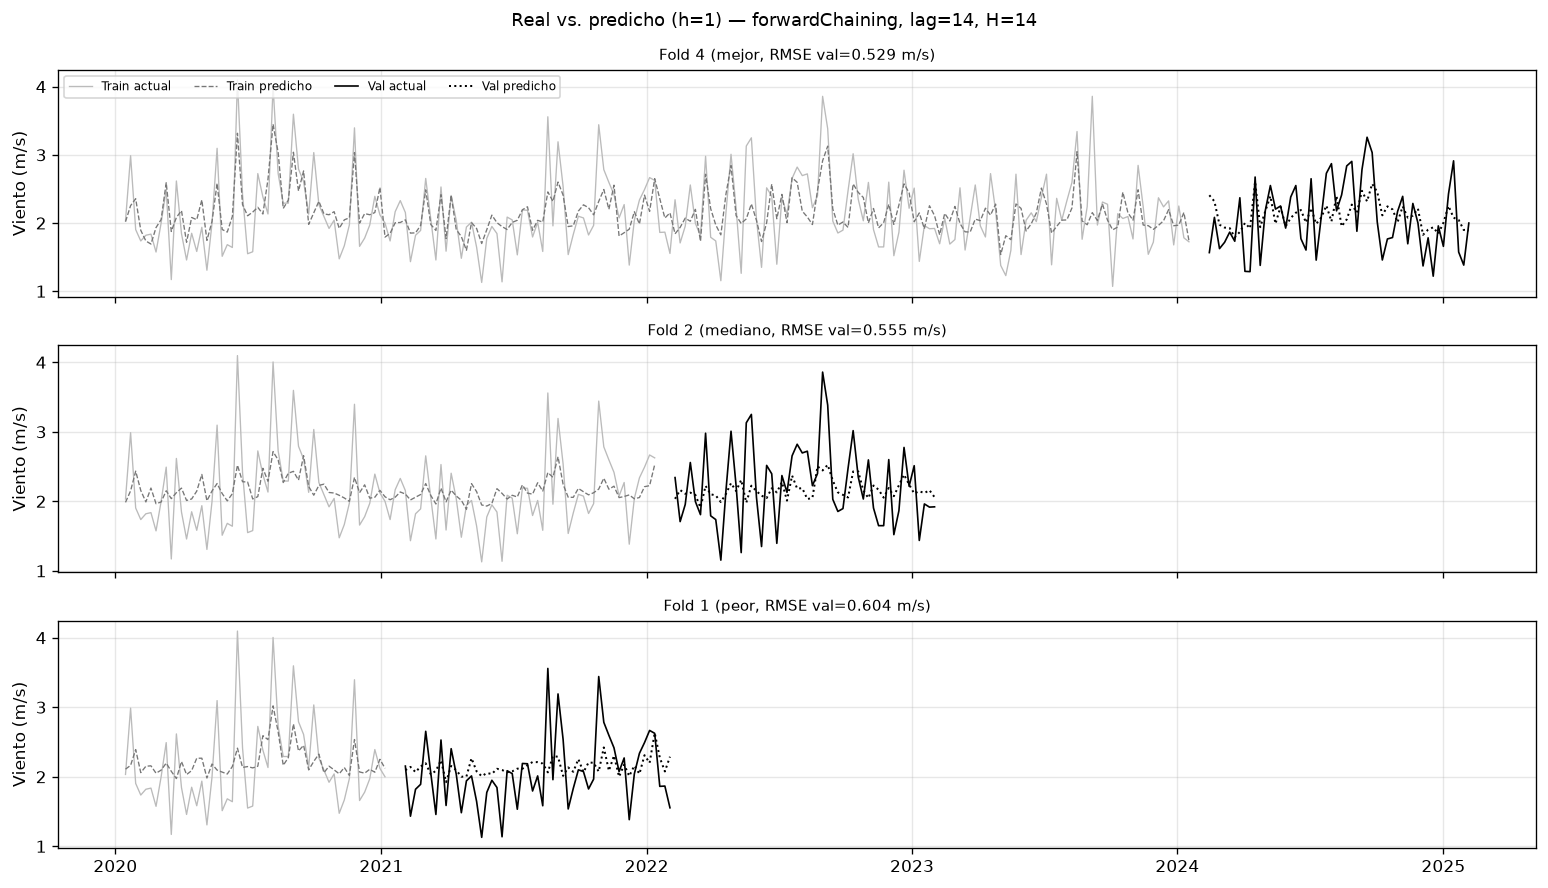 Real vs. predicho (h=1) — forwardChaining, lag=14, H=14
Fold 4 (mejor, RMSE val=0.529 m/s)
Train actual
Train predicho
Val actual
Val predicho
Viento (m/s)
4
3
2
1
Fold 2 (mediano, RMSE val=0.555 m/s)
Viento (m/s)
4
3
2
1
Fold 1 (peor, RMSE val=0.604 m/s)
Viento (m/s)
4
3
2
1
2020
2021
2022
2023
2024
2025